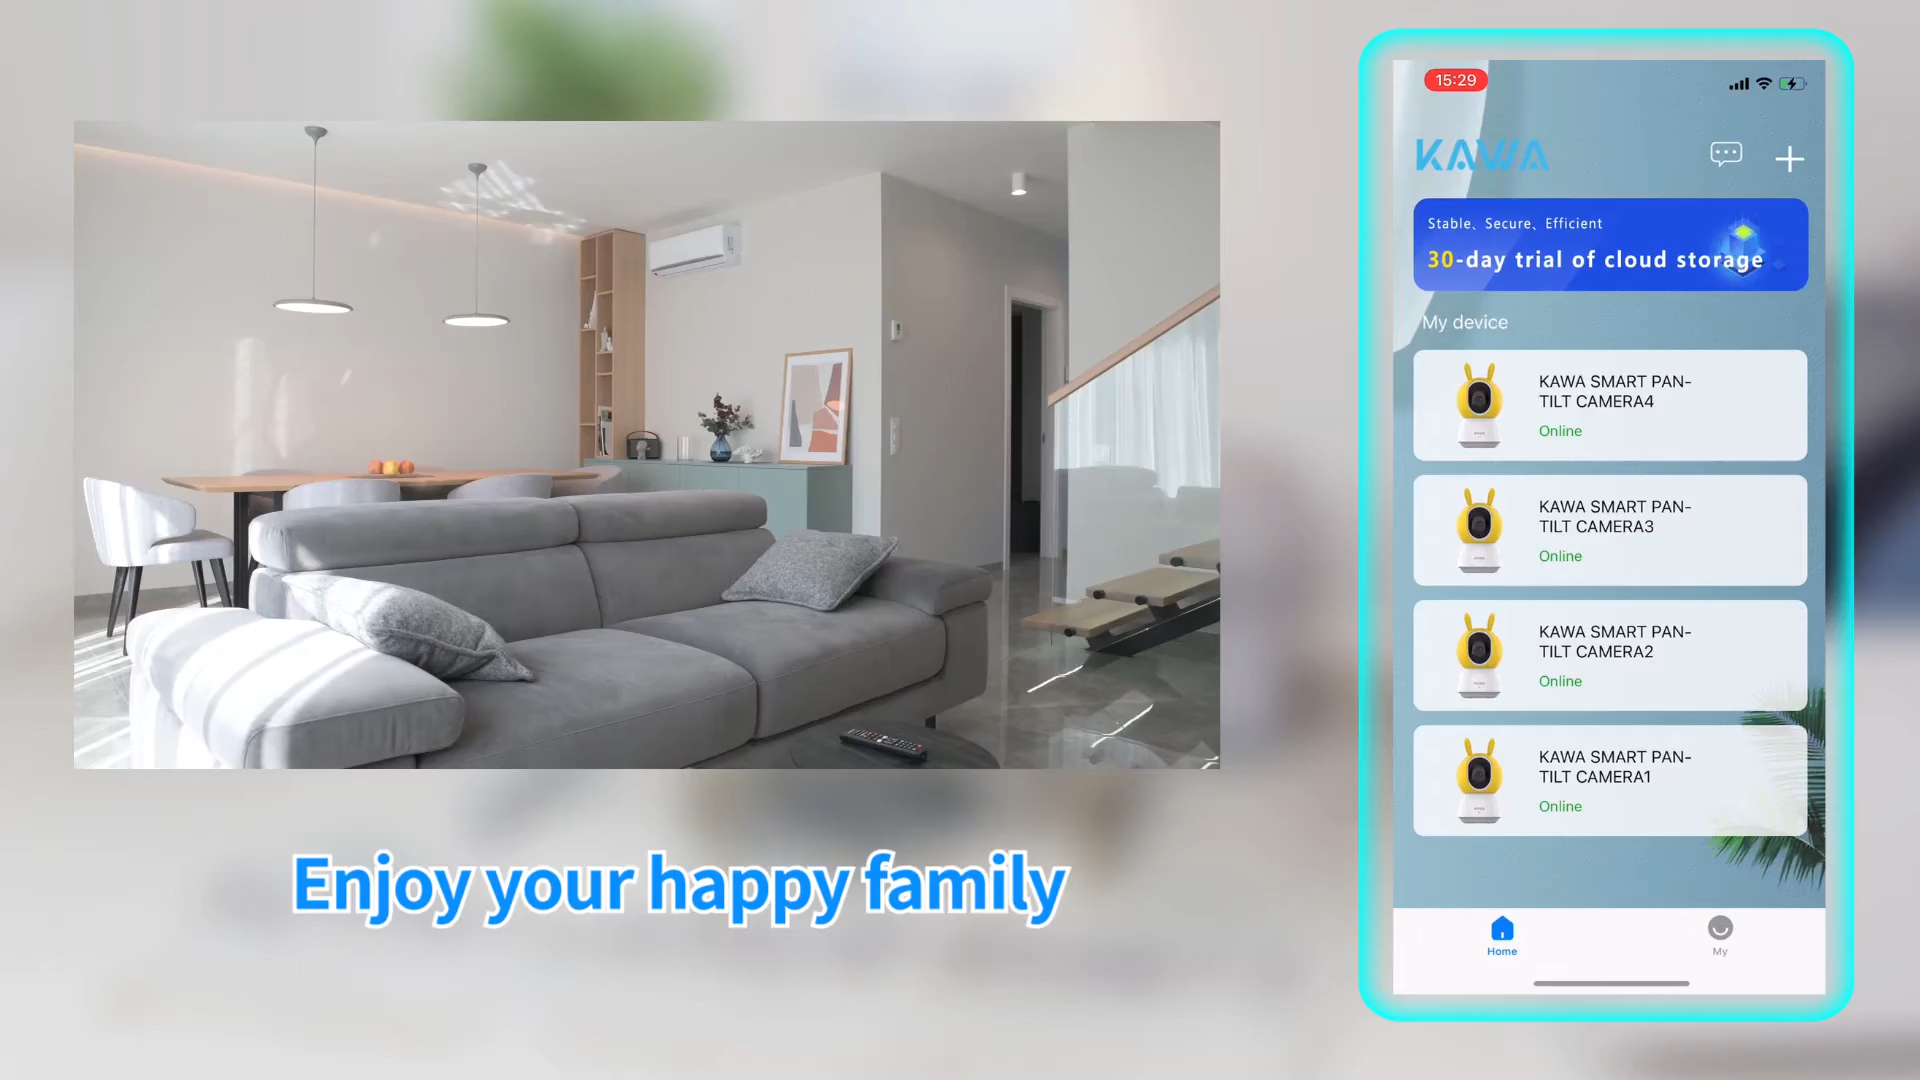 15:29
KAWA
Stable、Secure、Efficient
30-day trial of cloud storage
My device
KAWA SMART PAN-
TILT CAMERA4
Online
KAWA SMART PAN-
TILT CAMERA3
Online
KAWA SMART PAN-
TILT CAMERA2
Online
KAWA SMART PAN-
TILT CAMERA1
Online
Home
My
Enjoy your happy family